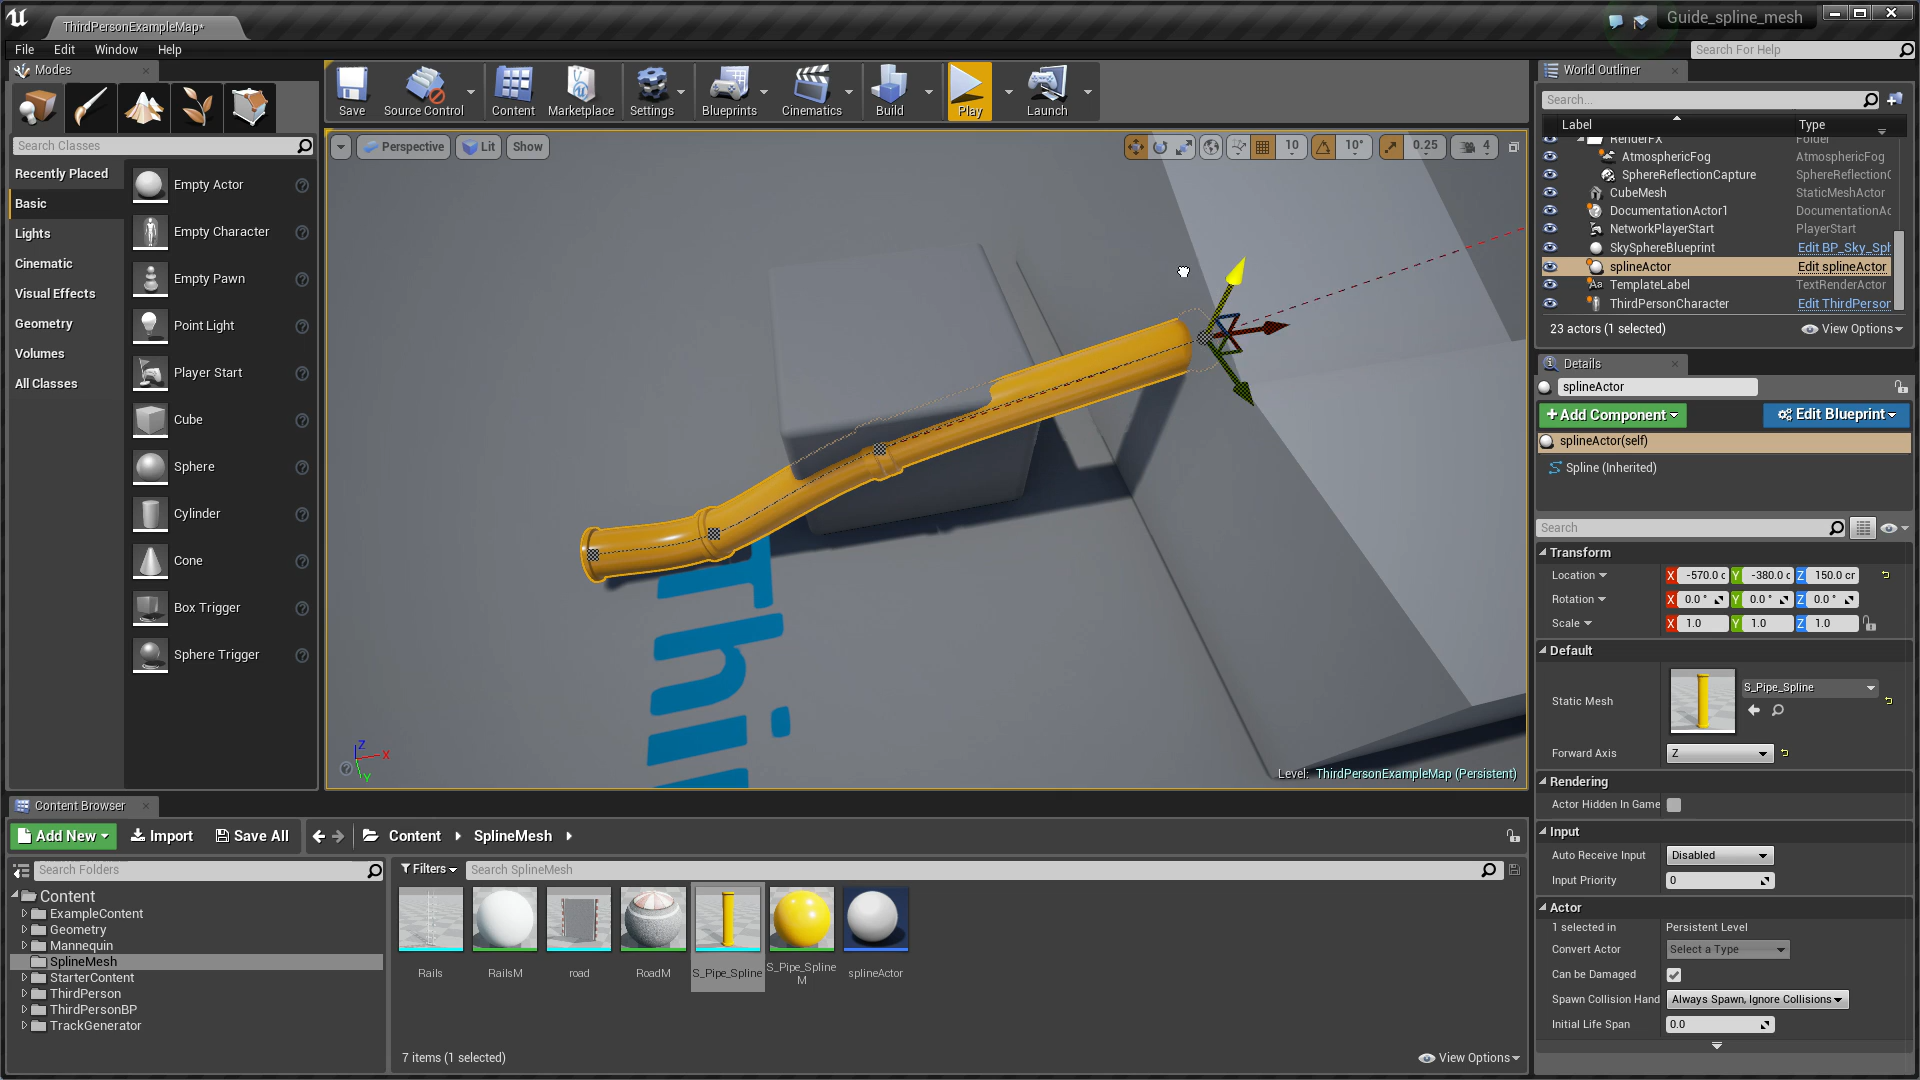 ThirdPersonExampleMap*
Guide_spline_mesh
File Edit Window Help
Search For Help
Modes
Search Classes
Recently Placed
Basic
Lights
Cinematic
Visual Effects
Geometry
Volumes
All Classes
Empty Actor
Empty Character
Empty Pawn
Point Light
Player Start
Cube
Sphere
Cylinder
Cone
Box Trigger
Sphere Trigger
Save
Source Control
Content
Marketplace
Settings
Blueprints
Cinematics
Build
Play
Launch
Perspective
Lit
Show
10
10°
0.25
4
Thi
Z
X
Y
Level: ThirdPersonExampleMap (Persistent)
World Outliner
Search...
Label Type
RenderFX Folder
AtmosphericFog AtmosphericFog
SphereReflectionCapture SphereReflectionC
CubeMesh StaticMeshActor
DocumentationActor1 DocumentationAc
NetworkPlayerStart PlayerStart
SkySphereBlueprint Edit BP_Sky_Sph
splineActor Edit splineActor
TemplateLabel TextRenderActor
ThirdPersonCharacter Edit ThirdPerson
23 actors (1 selected)
View Options
Details
splineActor
+Add Component
Edit Blueprint
splineActor(self)
Spline (Inherited)
Search
Transform
Location X -570.0 c Y -380.0 c Z 150.0 cr
Rotation X 0.0 ° Y 0.0 ° Z 0.0 °
Scale X 1.0 Y 1.0 Z 1.0
Default
Static Mesh
S_Pipe_Spline
Forward Axis Z
Rendering
Actor Hidden In Game
Input
Auto Receive Input Disabled
Input Priority 0
Actor
1 selected in Persistent Level
Convert Actor Select a Type
Can be Damaged
Spawn Collision Hand Always Spawn, Ignore Collisions
Initial Life Span 0.0
Content Browser
Add New
Import
Save All
Content
SplineMesh
Search Folders
Filters
Search SplineMesh
Content
ExampleContent
Geometry
Mannequin
SplineMesh
StarterContent
ThirdPerson
ThirdPersonBP
TrackGenerator
Rails
RailsM
road
RoadM
S_Pipe_Spline
S_Pipe_Spline
M
splineActor
7 items (1 selected)
View Options